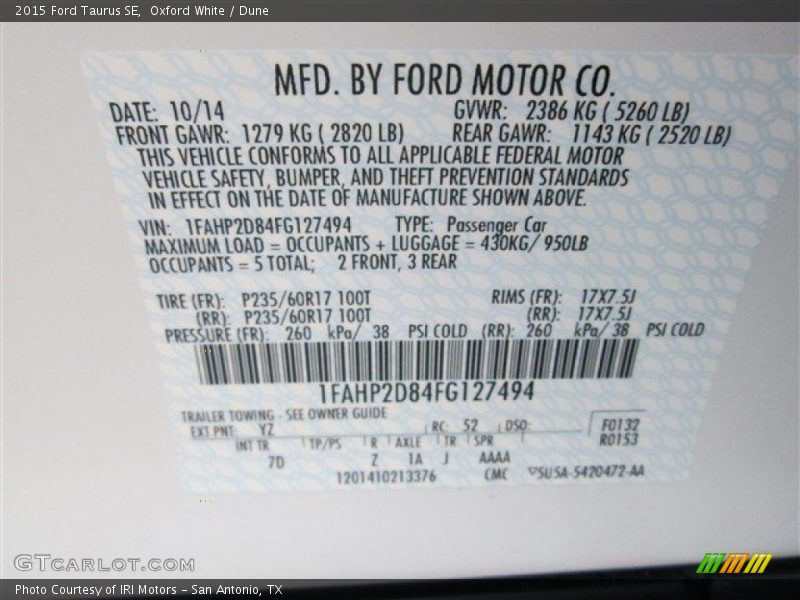 2015 Ford Taurus SE, Oxford White / Dune
MFD. BY FORD MOTOR CO.
DATE: 10/14 GVWR: 2386 KG ( 5260 LB)
FRONT GAWR: 1279 KG ( 2820 LB) REAR GAWR: 1143 KG ( 2520 LB)
THIS VEHICLE CONFORMS TO ALL APPLICABLE FEDERAL MOTOR
VEHICLE SAFETY, BUMPER, AND THEFT PREVENTION STANDARDS
IN EFFECT ON THE DATE OF MANUFACTURE SHOWN ABOVE.
VIN: 1FAHP2D84FG127494 TYPE: Passenger Car
MAXIMUM LOAD = OCCUPANTS + LUGGAGE = 430KG/ 950LB
OCCUPANTS = 5 TOTAL; 2 FRONT, 3 REAR
TIRE (FR): P235/60R17 100T RIMS (FR): 17X7.5J
(RR): P235/60R17 100T (RR): 17X7.5J
PRESSURE (FR): 260 kPa/ 38 PSI COLD (RR): 260 kPa/ 38 PSI COLD
1FAHP2D84FG127494
TRAILER TOWING - SEE OWNER GUIDE
EXT PNT: YZ RC: 52 DSO: F0132
INT TR TP/PS R AXLE TR SPR R0153
7D Z 1A J AAAA
1201410213376 CMC ▽5U5A-5420472-AA
GTCARLOT.COM
Photo Courtesy of IRI Motors – San Antonio, TX